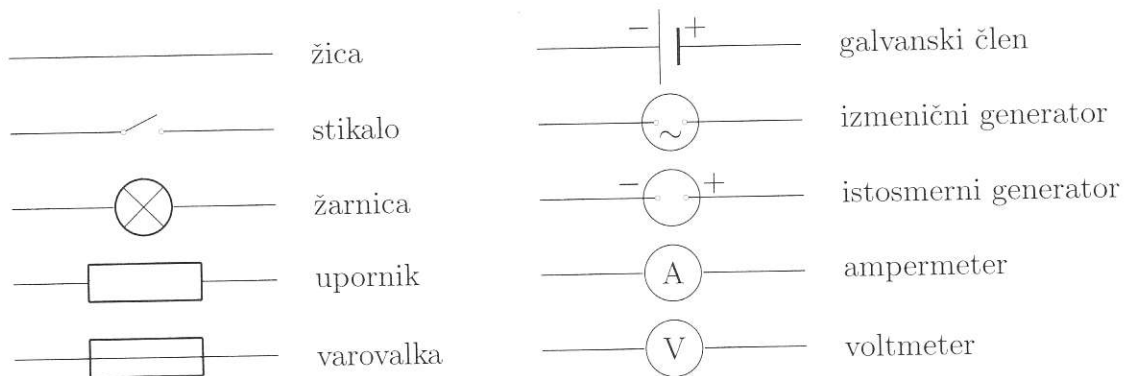 žica
stikalo
žarnica
upornik
varovalka
− +
galvanski člen
∼
izmenični generator
− +
istosmerni generator
A
ampermeter
V
voltmeter